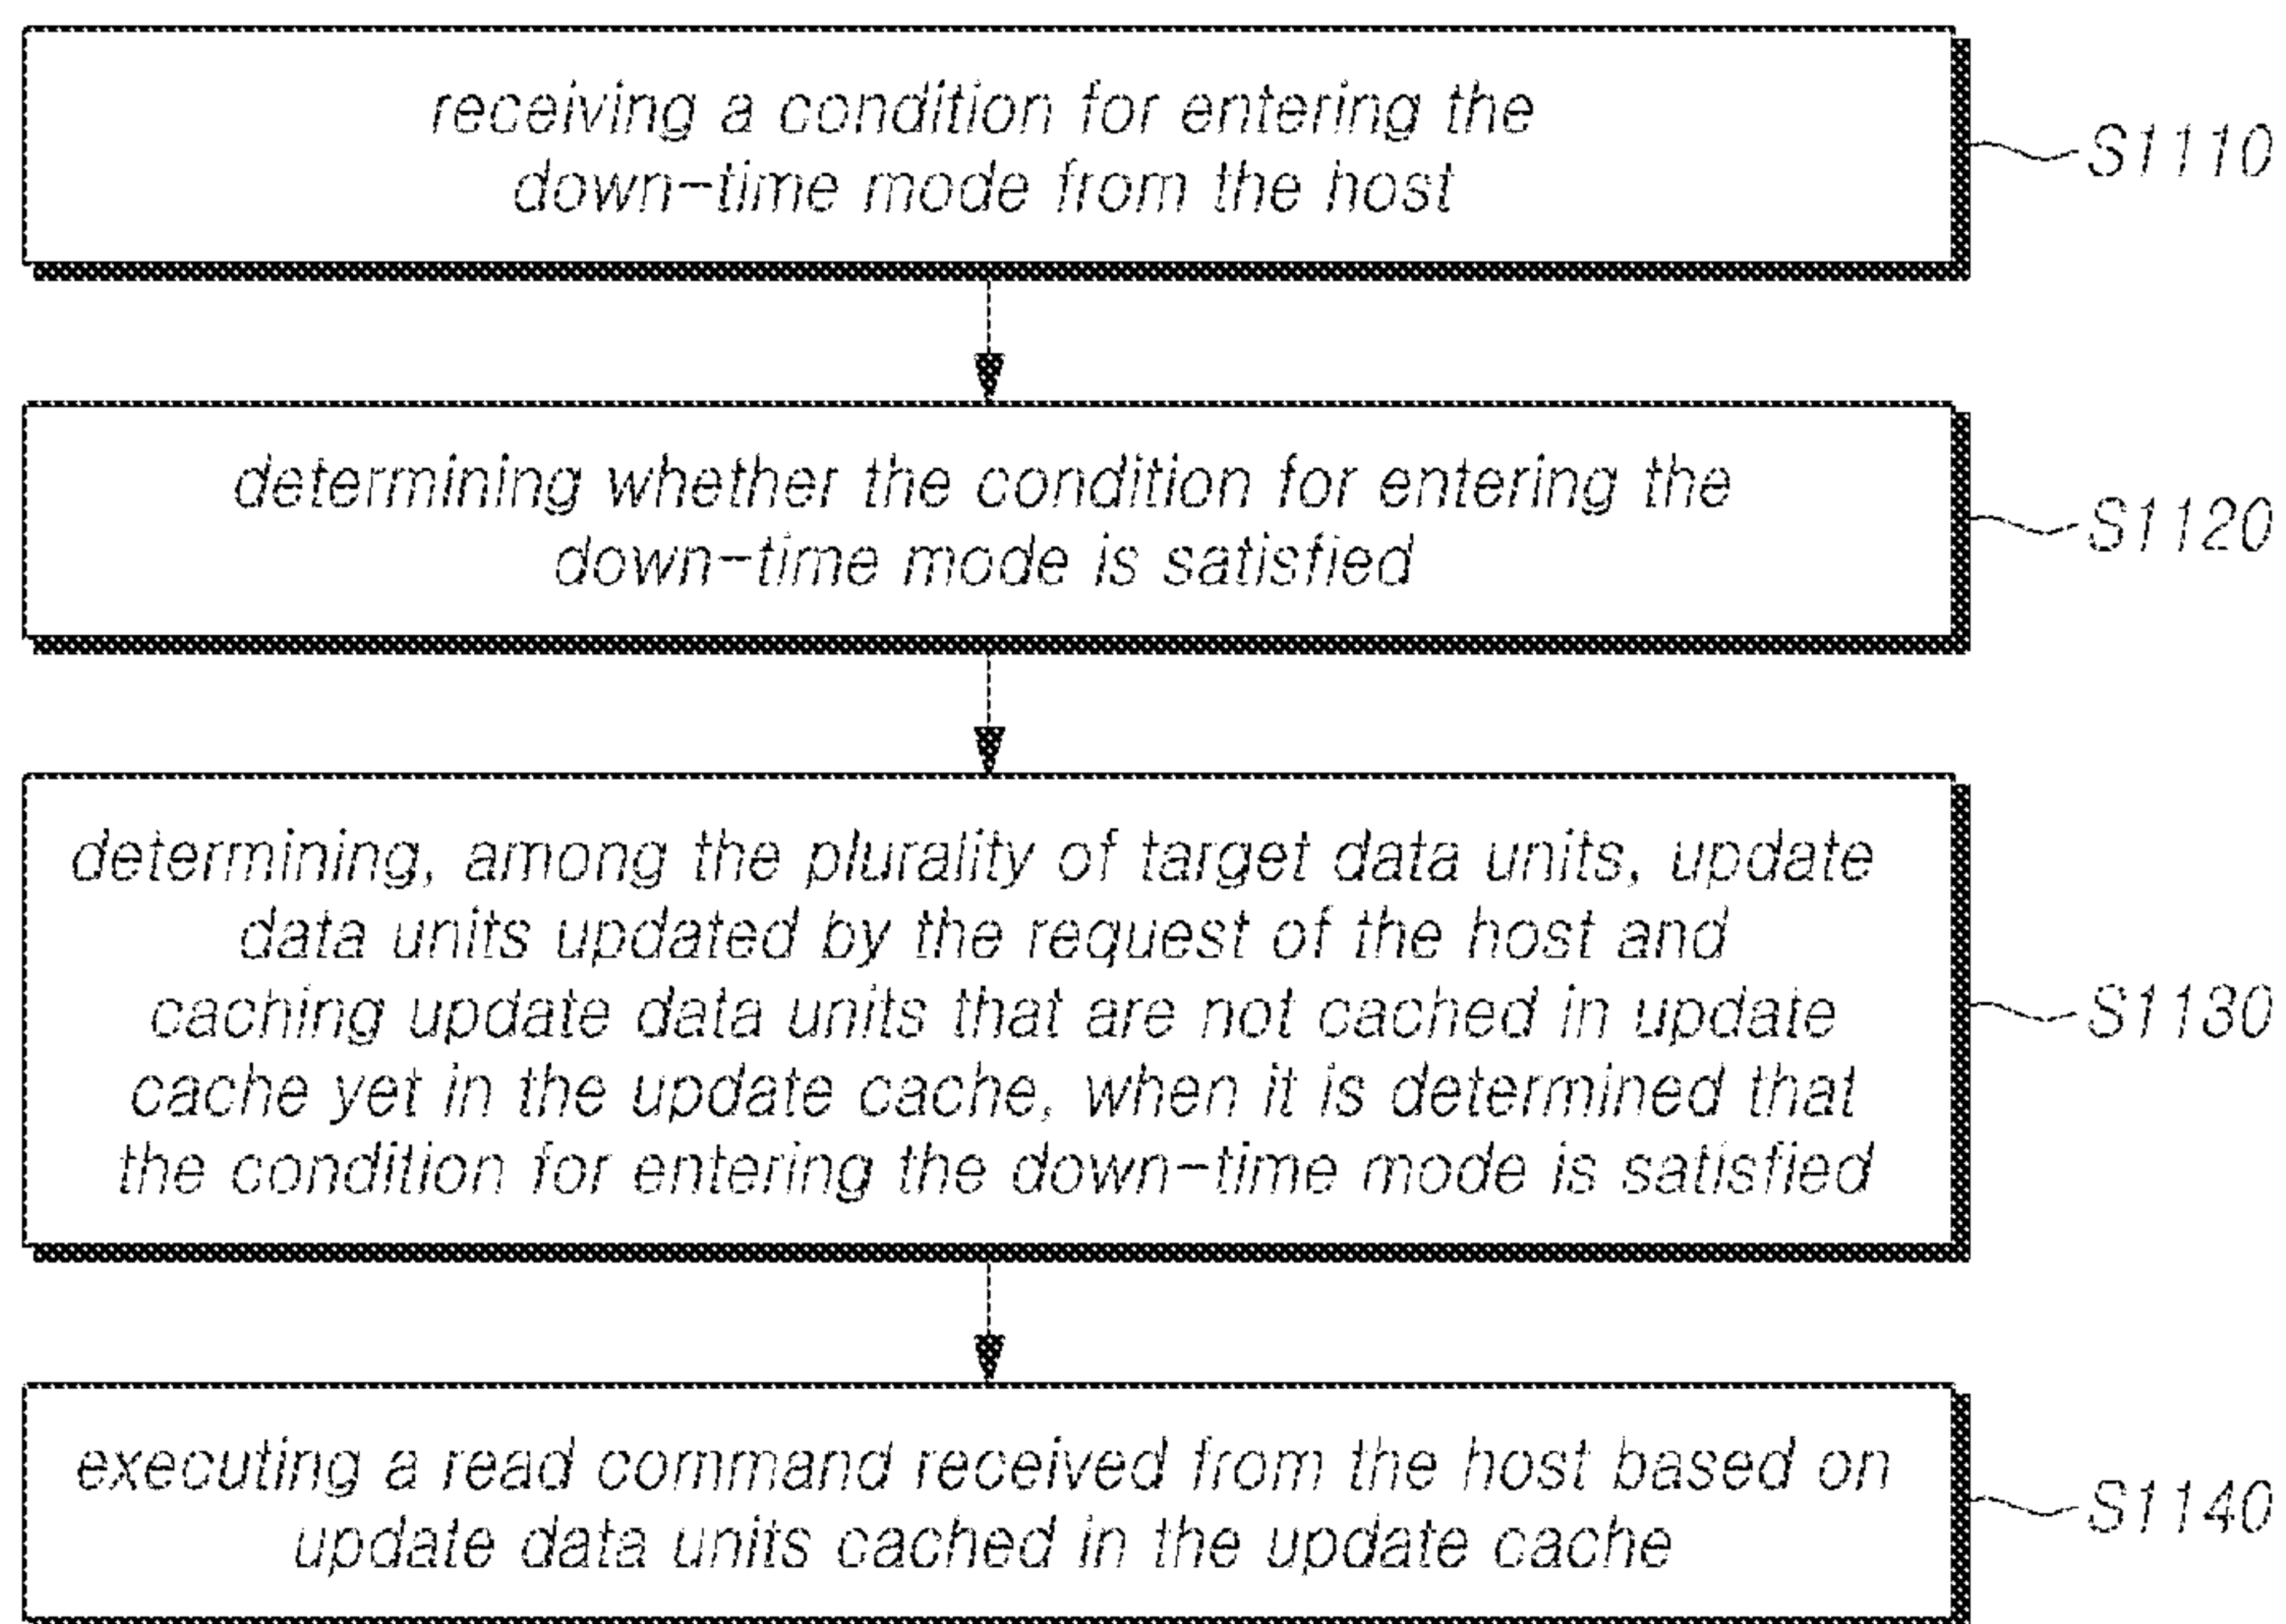 receiving a condition for entering the
down-time mode from the host
S1110
determining whether the condition for entering the
down-time mode is satisfied
S1120
determining, among the plurality of target data units, update
data units updated by the request of the host and
caching update data units that are not cached in update
cache yet in the update cache, when it is determined that
the condition for entering the down-time mode is satisfied
S1130
executing a read command received from the host based on
update data units cached in the update cache
S1140